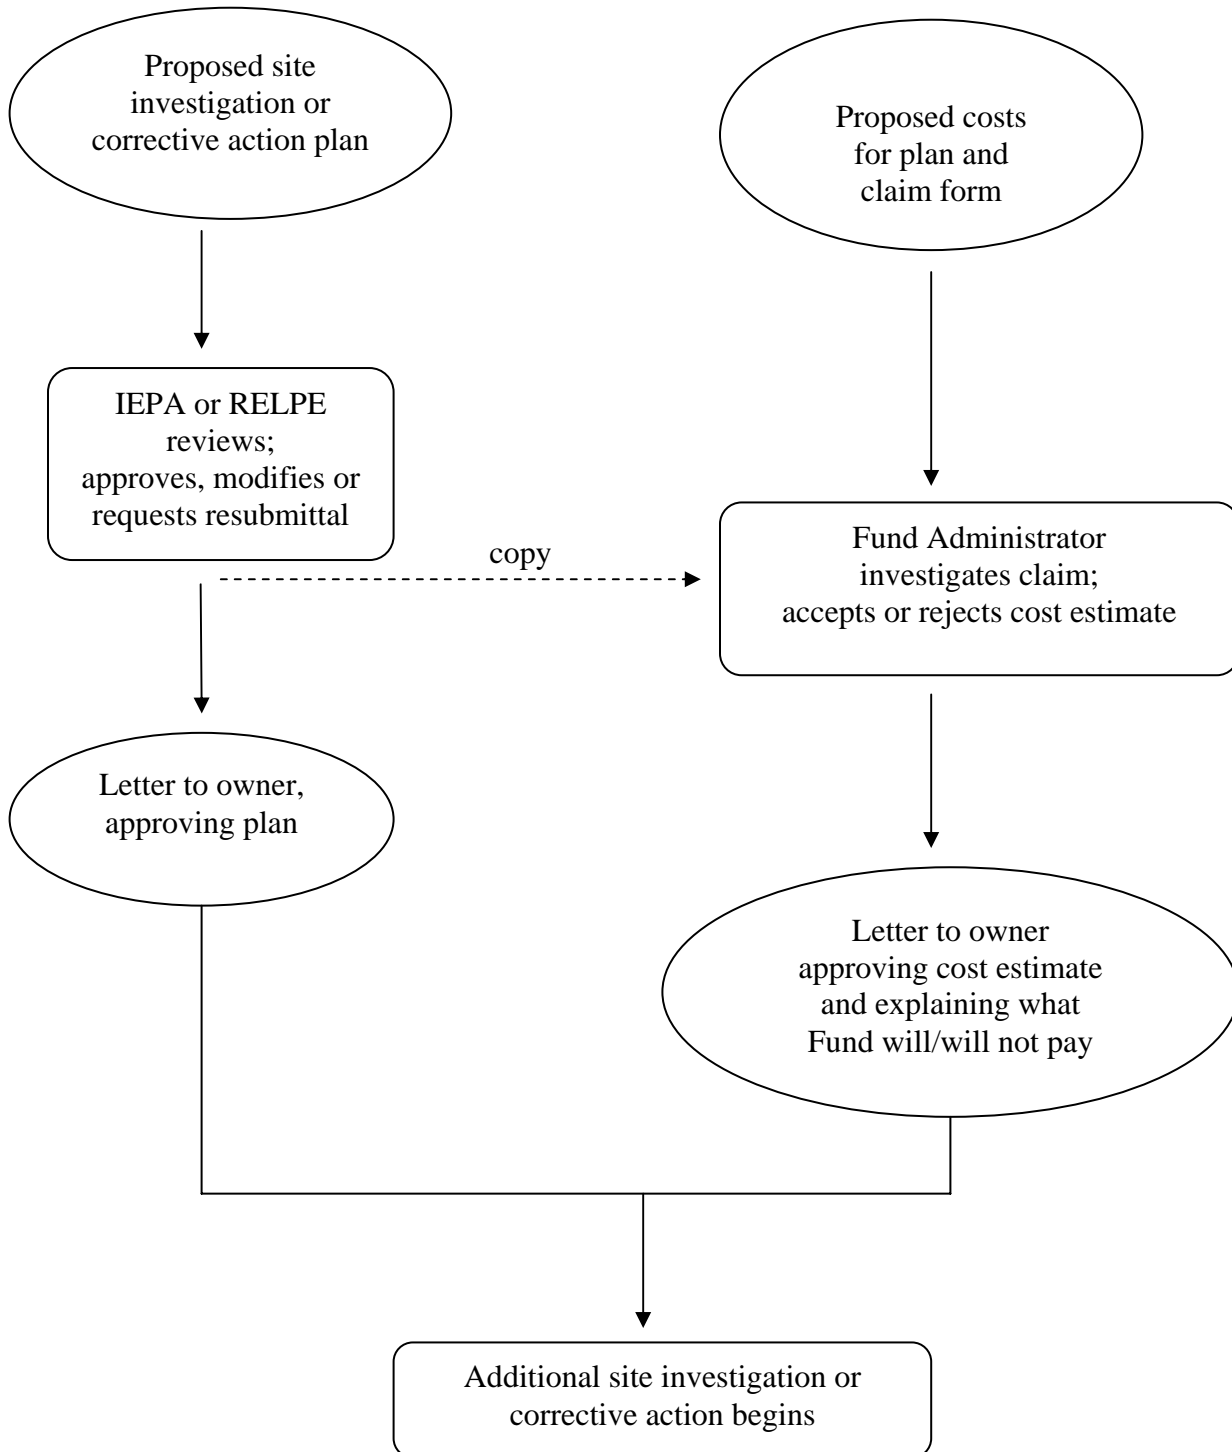 Proposed site
investigation or
corrective action plan
Proposed costs
for plan and
claim form
IEPA or RELPE
reviews;
approves, modifies or
requests resubmittal
copy
Fund Administrator
investigates claim;
accepts or rejects cost estimate
Letter to owner,
approving plan
Letter to owner
approving cost estimate
and explaining what
Fund will/will not pay
Additional site investigation or
corrective action begins